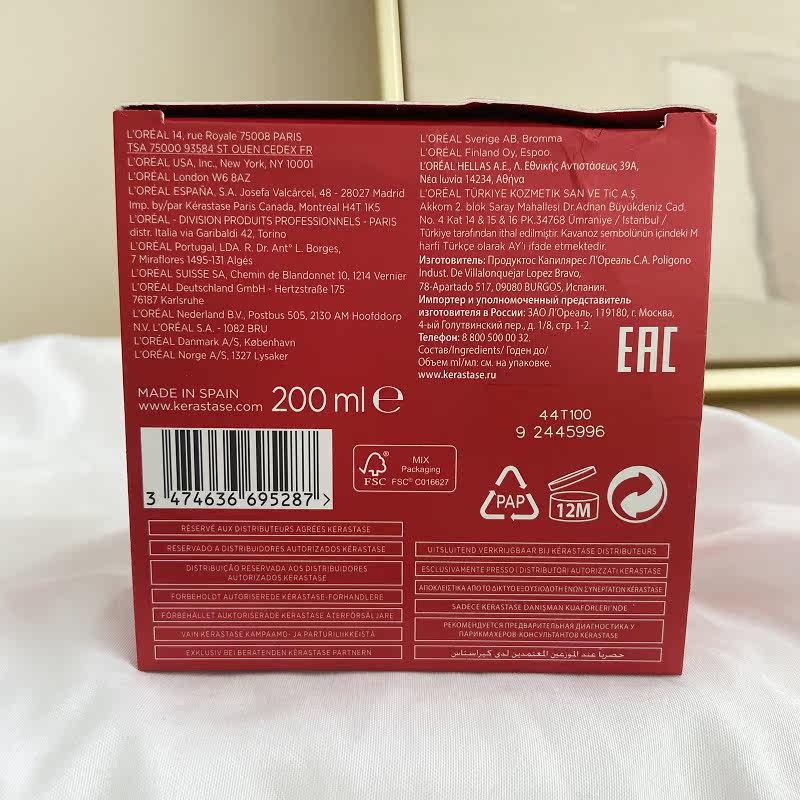 L'ORÉAL 14, rue Royale 75008 PARIS
TSA 75000 93584 ST OUEN CEDEX FR
L'ORÉAL USA, Inc., New York, NY 10001
L'ORÉAL London W6 8AZ
L'ORÉAL ESPAÑA, S.A. Josefa Valcárcel, 48 - 28027 Madrid
Imp. by/par Kérastase Paris Canada, Montréal H4T 1K5
L'ORÉAL - DIVISION PRODUITS PROFESSIONNELS - PARIS
distr. Italia via Garibaldi 42, Torino
L'ORÉAL Portugal, LDA. R. Dr. Antº L. Borges,
7 Miraflores 1495-131 Algés
L'ORÉAL SUISSE SA, Chemin de Blandonnet 10, 1214 Vernier
L'ORÉAL Deutschland GmbH - Hertzstraße 175
76187 Karlsruhe
L'ORÉAL Nederland B.V., Postbus 505, 2130 AM Hoofddorp
N.V. L'ORÉAL S.A. - 1082 BRU
L'ORÉAL Danmark A/S, København
L'ORÉAL Norge A/S, 1327 Lysaker
L'ORÉAL Sverige AB, Bromma
L'ORÉAL Finland Oy, Espoo.
L'ORÉAL HELLAS A.E., Λ. Εθνικής Αντιστάσεως 39Α,
Νέα Ιωνία 14234, Αθήνα
L'ORÉAL TÜRKİYE KOZMETİK SAN VE TİC A.Ş.
Akkom 2. blok Saray Mahallesi Dr.Adnan Büyükdeniz Cad.
No. 4 Kat 14 & 15 & 16 PK.34768 Ümraniye / Istanbul /
Türkiye tarafından ithal edilmiştir. Kavanoz sembolünün içindeki M
harfi Türkçe olarak AY'ı ifade etmektedir.
Изготовитель: Продуктос Капилярес Л'Ореаль С.А. Poligono
Indust. De Villalonquejar Lopez Bravo,
78-Apartado 517, 09080 BURGOS, Испания.
Импортер и уполномоченный представитель
изготовителя в России: ЗАО Л'Ореаль, 119180, г. Москва,
4-ый Голутвинский пер., д. 1/8, стр. 1-2.
Телефон: 8 800 500 00 32.
Состав/Ingredients/ Годен до/
Объем ml/мл: см. на упаковке.
www.kerastase.ru
EAC
MADE IN SPAIN
www.kerastase.com
200 ml ℮
44T100
9 2445996
3 474636 695287 >
FSC
MIX
Packaging
FSC® C016627
PAP
12M
RÉSERVÉ AUX DISTRIBUTEURS AGRÉÉS KÉRASTASE
RESERVADO A DISTRIBUIDORES AUTORIZADOS KÉRASTASE
DISTRIBUIÇÃO RESERVADA AOS DISTRIBUIDORES
AUTORIZADOS KÉRASTASE
FORBEHOLDT AUTORISEREDE KÉRASTASE-FORHANDLERE
FÖRBEHÅLLET AUKTORISERADE KÉRASTASE ÅTERFÖRSÄLJARE
VAIN KÉRASTASE KAMPAAMO- JA PARTURILIIKKEISTÄ
EXKLUSIV BEI BERATENDEN KÉRASTASE PARTNERN
UITSLUITEND VERKRIJGBAAR BIJ KÉRASTASE DISTRIBUTEURS
ESCLUSIVAMENTE PRESSO I DISTRIBUTORI AUTORIZZATI KÉRASTASE
ΑΠΟΚΛΕΙΣΤΙΚΑ ΑΠΟ ΤΟ ΔΙΚΤΥΟ ΕΞΟΥΣΙΟΔΟΤΗΜΕΝΩΝ ΣΥΝΕΡΓΑΤΩΝ KÉRASTASE
SADECE KÉRASTASE DANIŞMAN KUAFÖRLERİ'NDE
РЕКОМЕНДУЕТСЯ ПРЕДВАРИТЕЛЬНАЯ ДИАГНОСТИКА У
ПАРИКМАХЕРОВ КОНСУЛЬТАНТОВ KÉRASTASE
حصريا عند الموزعين المعتمدين لدى كيراستاس